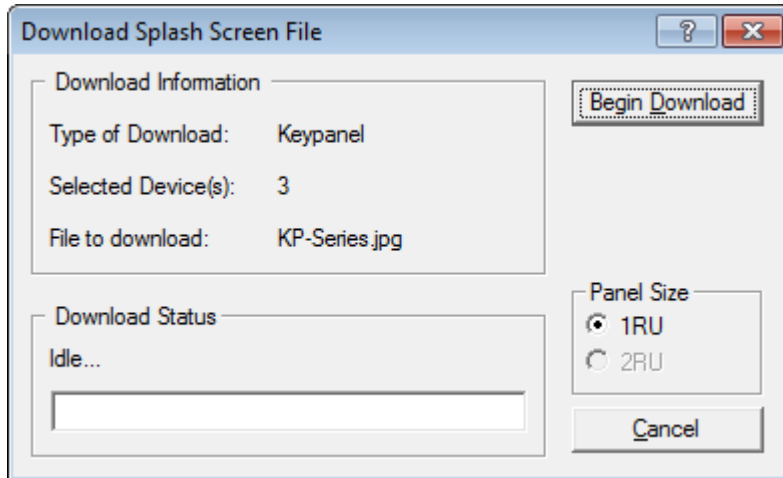 Download Splash Screen File
Download Information
Type of Download: Keypanel
Selected Device(s): 3
File to download: KP-Series.jpg
Begin Download
Download Status
Idle...
Panel Size
1RU
2RU
Cancel